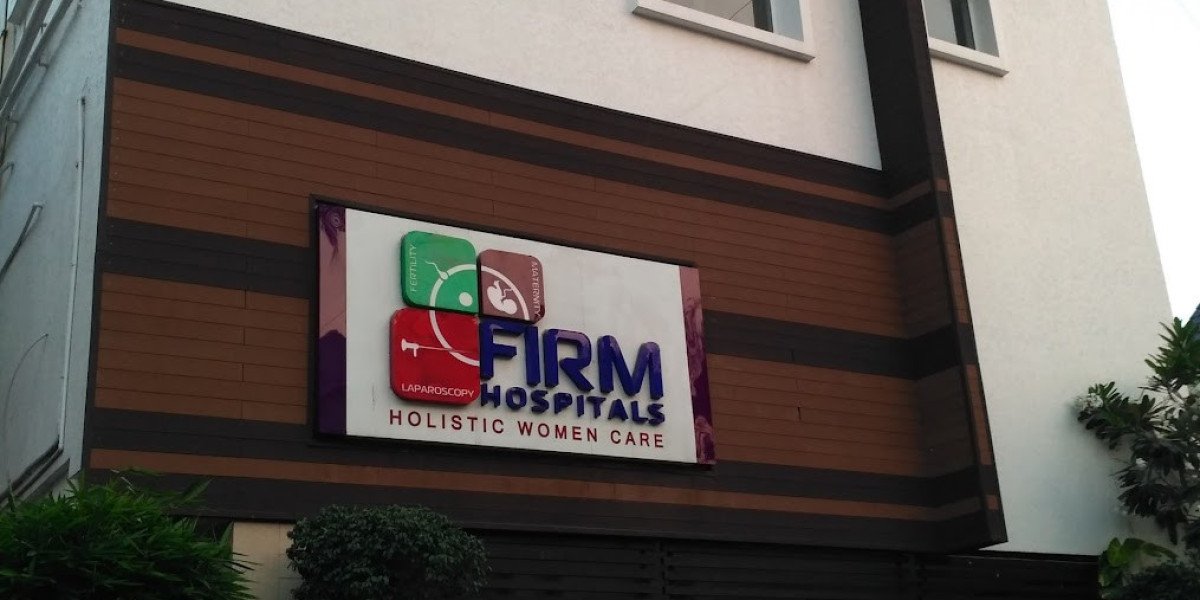 FERTILITY
MATERNITY
LAPAROSCOPY
FIRM
HOSPITALS
HOLISTIC WOMEN CARE